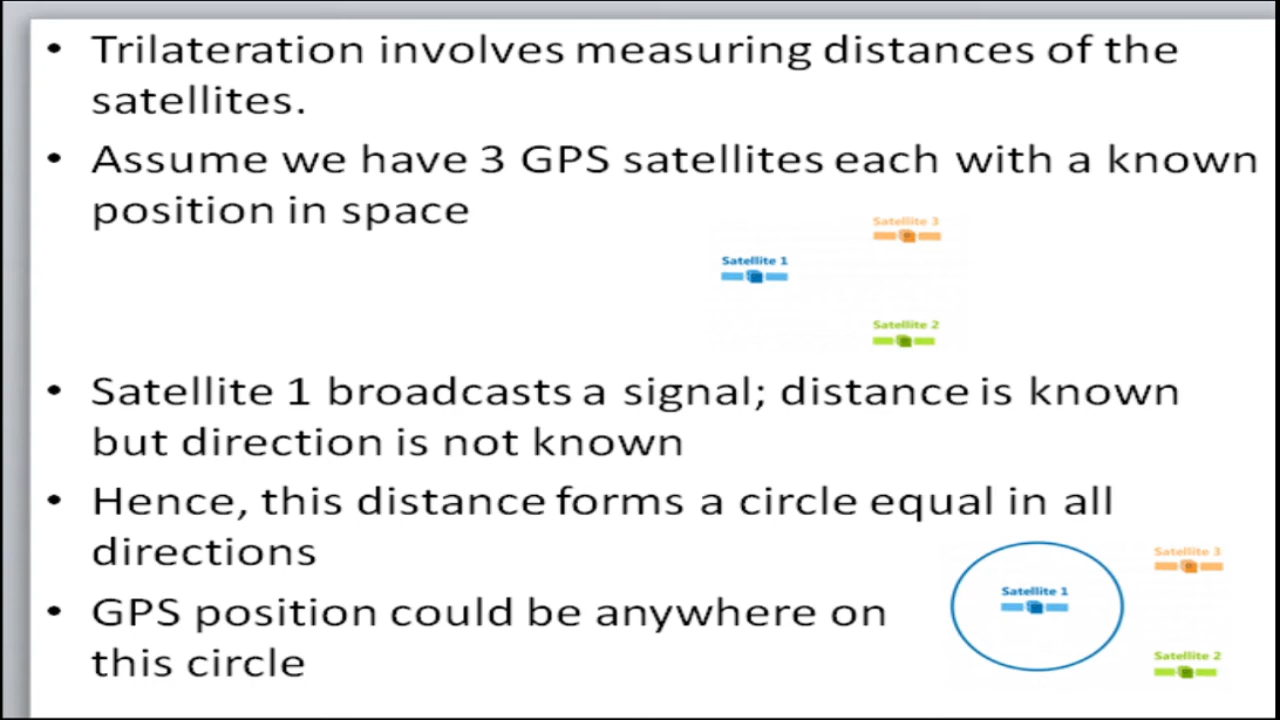 • Trilateration involves measuring distances of the
satellites.
• Assume we have 3 GPS satellites each with a known
position in space
Satellite 3
Satellite 1
Satellite 2
• Satellite 1 broadcasts a signal; distance is known
but direction is not known
• Hence, this distance forms a circle equal in all
directions
• GPS position could be anywhere on
this circle
Satellite 3
Satellite 1
Satellite 2